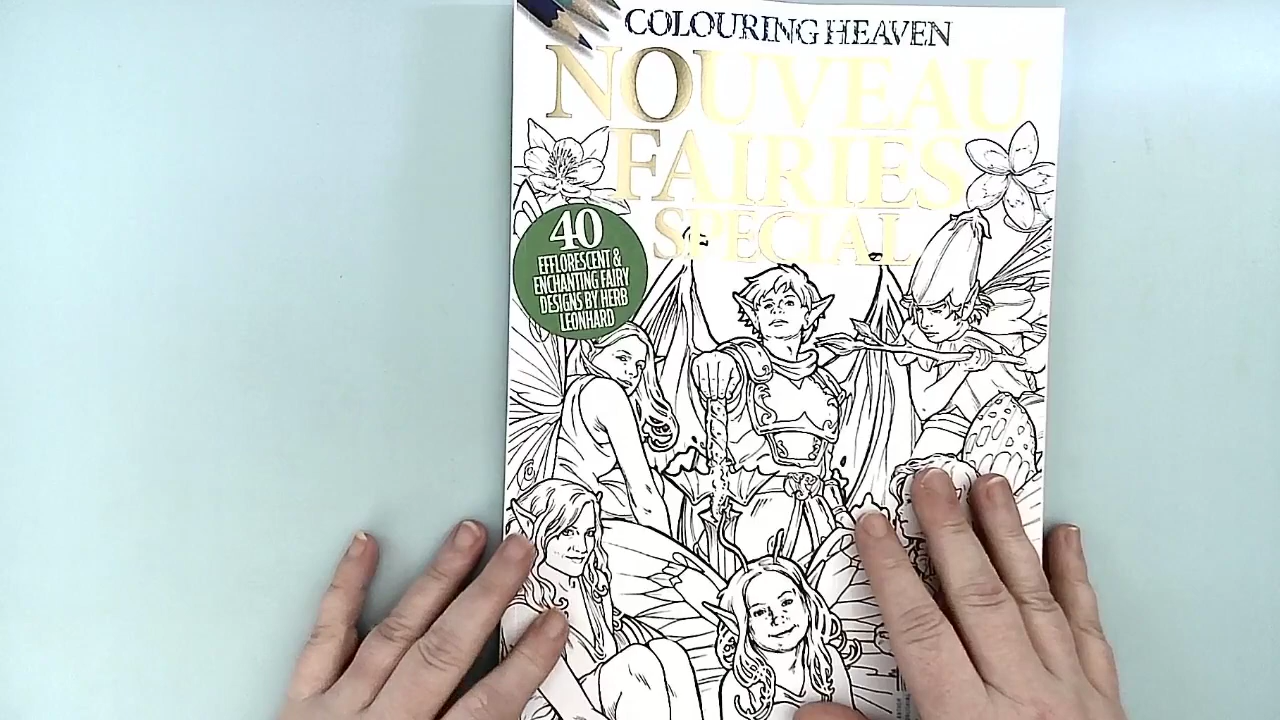 COLOURING HEAVEN
NOUVEAU
FAIRIES
SPECIAL
40
EFFLORESCENT &
ENCHANTING FAIRY
DESIGNS BY HERB
LEONHARD